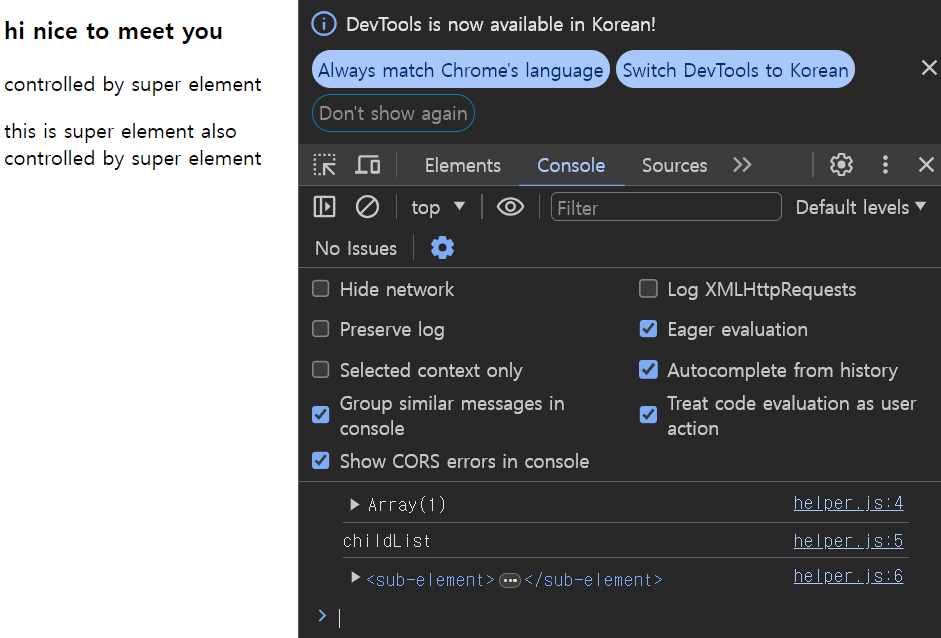 hi nice to meet you
controlled by super element
this is super element also
controlled by super element
DevTools is now available in Korean!
Always match Chrome's language
Switch DevTools to Korean
Don't show again
Elements
Console
Sources
top
Filter
Default levels
No Issues
Hide network
Log XMLHttpRequests
Preserve log
Eager evaluation
Selected context only
Autocomplete from history
Group similar messages in
console
Treat code evaluation as user
action
Show CORS errors in console
Array(1)
helper.js:4
childList
helper.js:5
<sub-element>…</sub-element>
helper.js:6